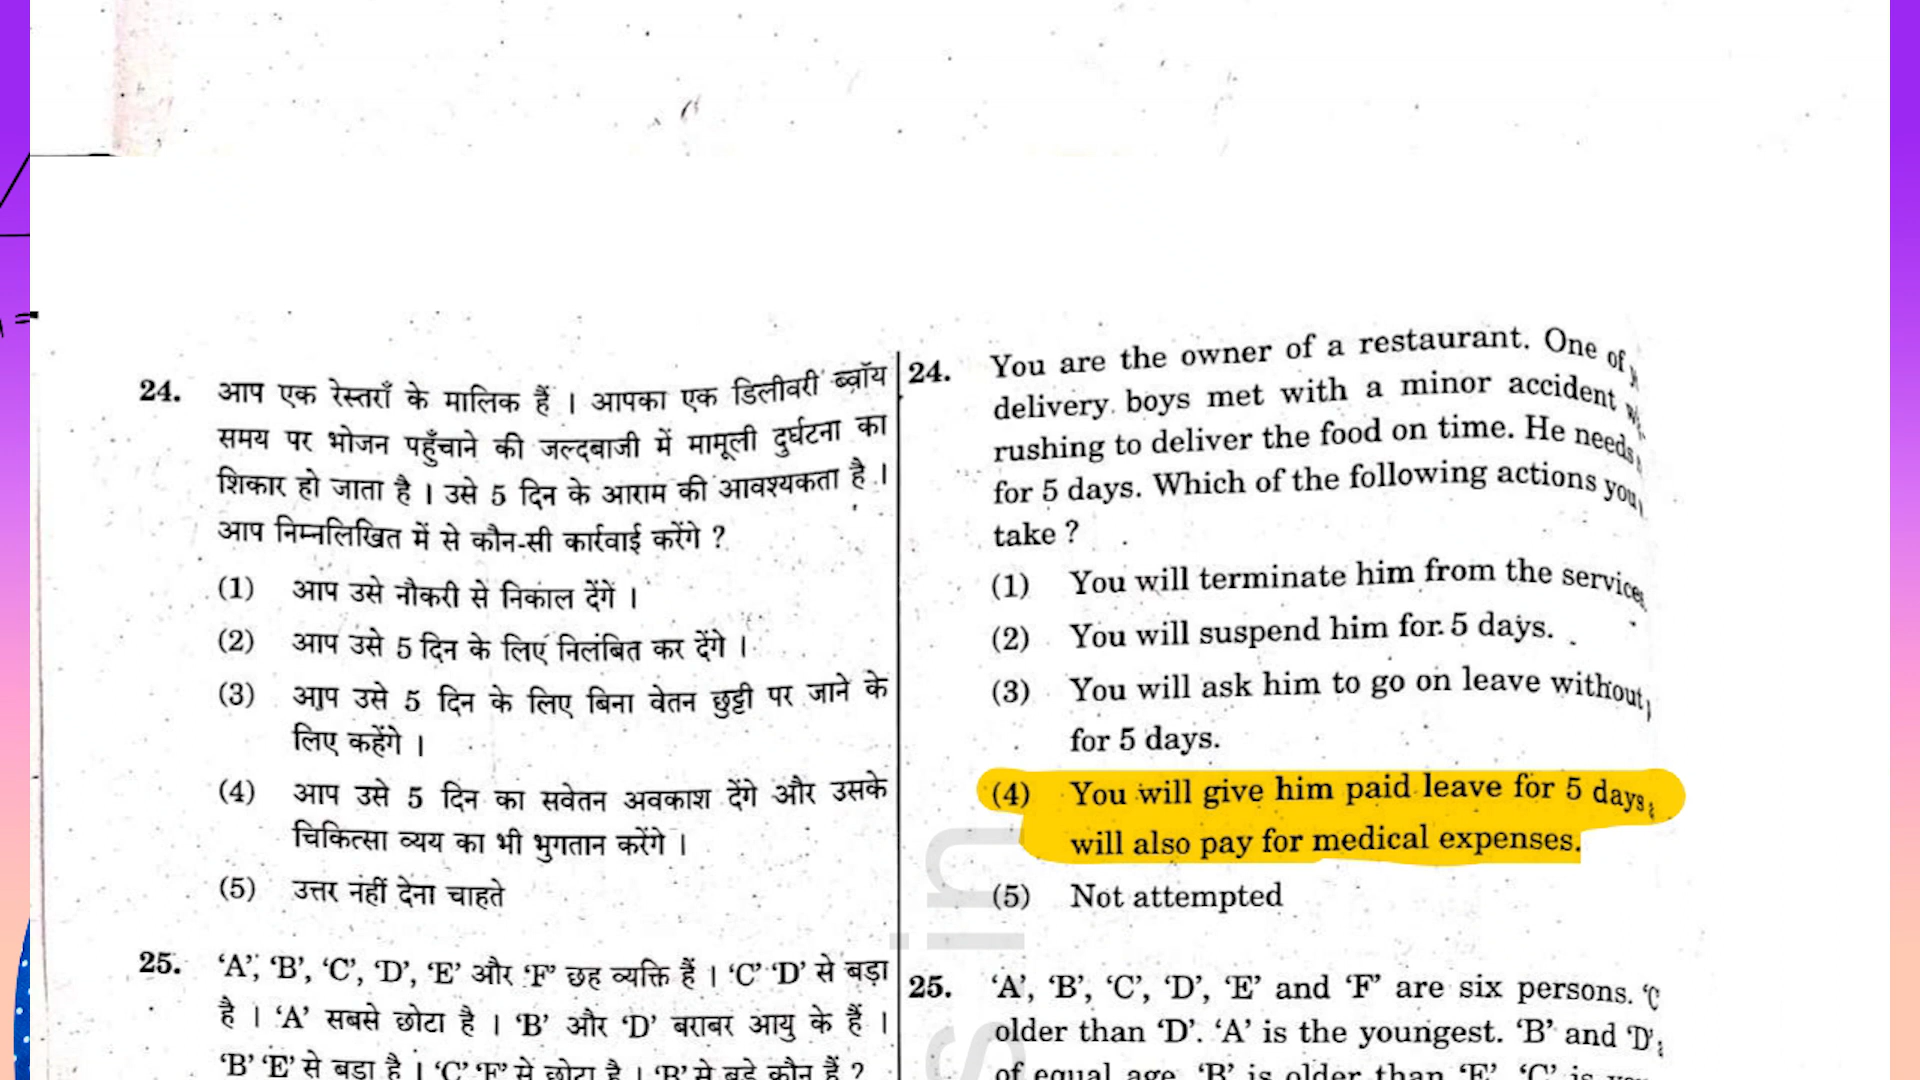 24. आप एक रेस्तराँ के मालिक हैं । आपका एक डिलीवरी ब्वॉय
समय पर भोजन पहुँचाने की जल्दबाजी में मामूली दुर्घटना का
शिकार हो जाता है । उसे 5 दिन के आराम की आवश्यकता है ।
आप निम्नलिखित में से कौन-सी कार्रवाई करेंगे ?
(1) आप उसे नौकरी से निकाल देंगे ।
(2) आप उसे 5 दिन के लिए निलंबित कर देंगे ।
(3) आप उसे 5 दिन के लिए बिना वेतन छुट्टी पर जाने के
लिए कहेंगे ।
(4) आप उसे 5 दिन का सवेतन अवकाश देंगे और उसके
चिकित्सा व्यय का भी भुगतान करेंगे ।
(5) उत्तर नहीं देना चाहते
25. ‘A’, ‘B’, ‘C’, ‘D’, ‘E’ और ‘F’ छह व्यक्ति हैं । ‘C’ ‘D’ से बड़ा
है । ‘A’ सबसे छोटा है । ‘B’ और ‘D’ बराबर आयु के हैं ।
‘B’ ‘E’ से बड़ा है । ‘C’ ‘F’ से छोटा है । ‘B’ से बड़े कौन हैं ?
24. You are the owner of a restaurant. One of
delivery boys met with a minor accident
rushing to deliver the food on time. He needs
for 5 days. Which of the following actions you
take ?
(1) You will terminate him from the service
(2) You will suspend him for 5 days.
(3) You will ask him to go on leave without
for 5 days.
(4) You will give him paid leave for 5 days
will also pay for medical expenses.
(5) Not attempted
25. ‘A’, ‘B’, ‘C’, ‘D’, ‘E’ and ‘F’ are six persons. ‘C
older than ‘D’. ‘A’ is the youngest. ‘B’ and ‘D’
of equal age. ‘B’ is older than ‘E’. ‘C’ is
s.in